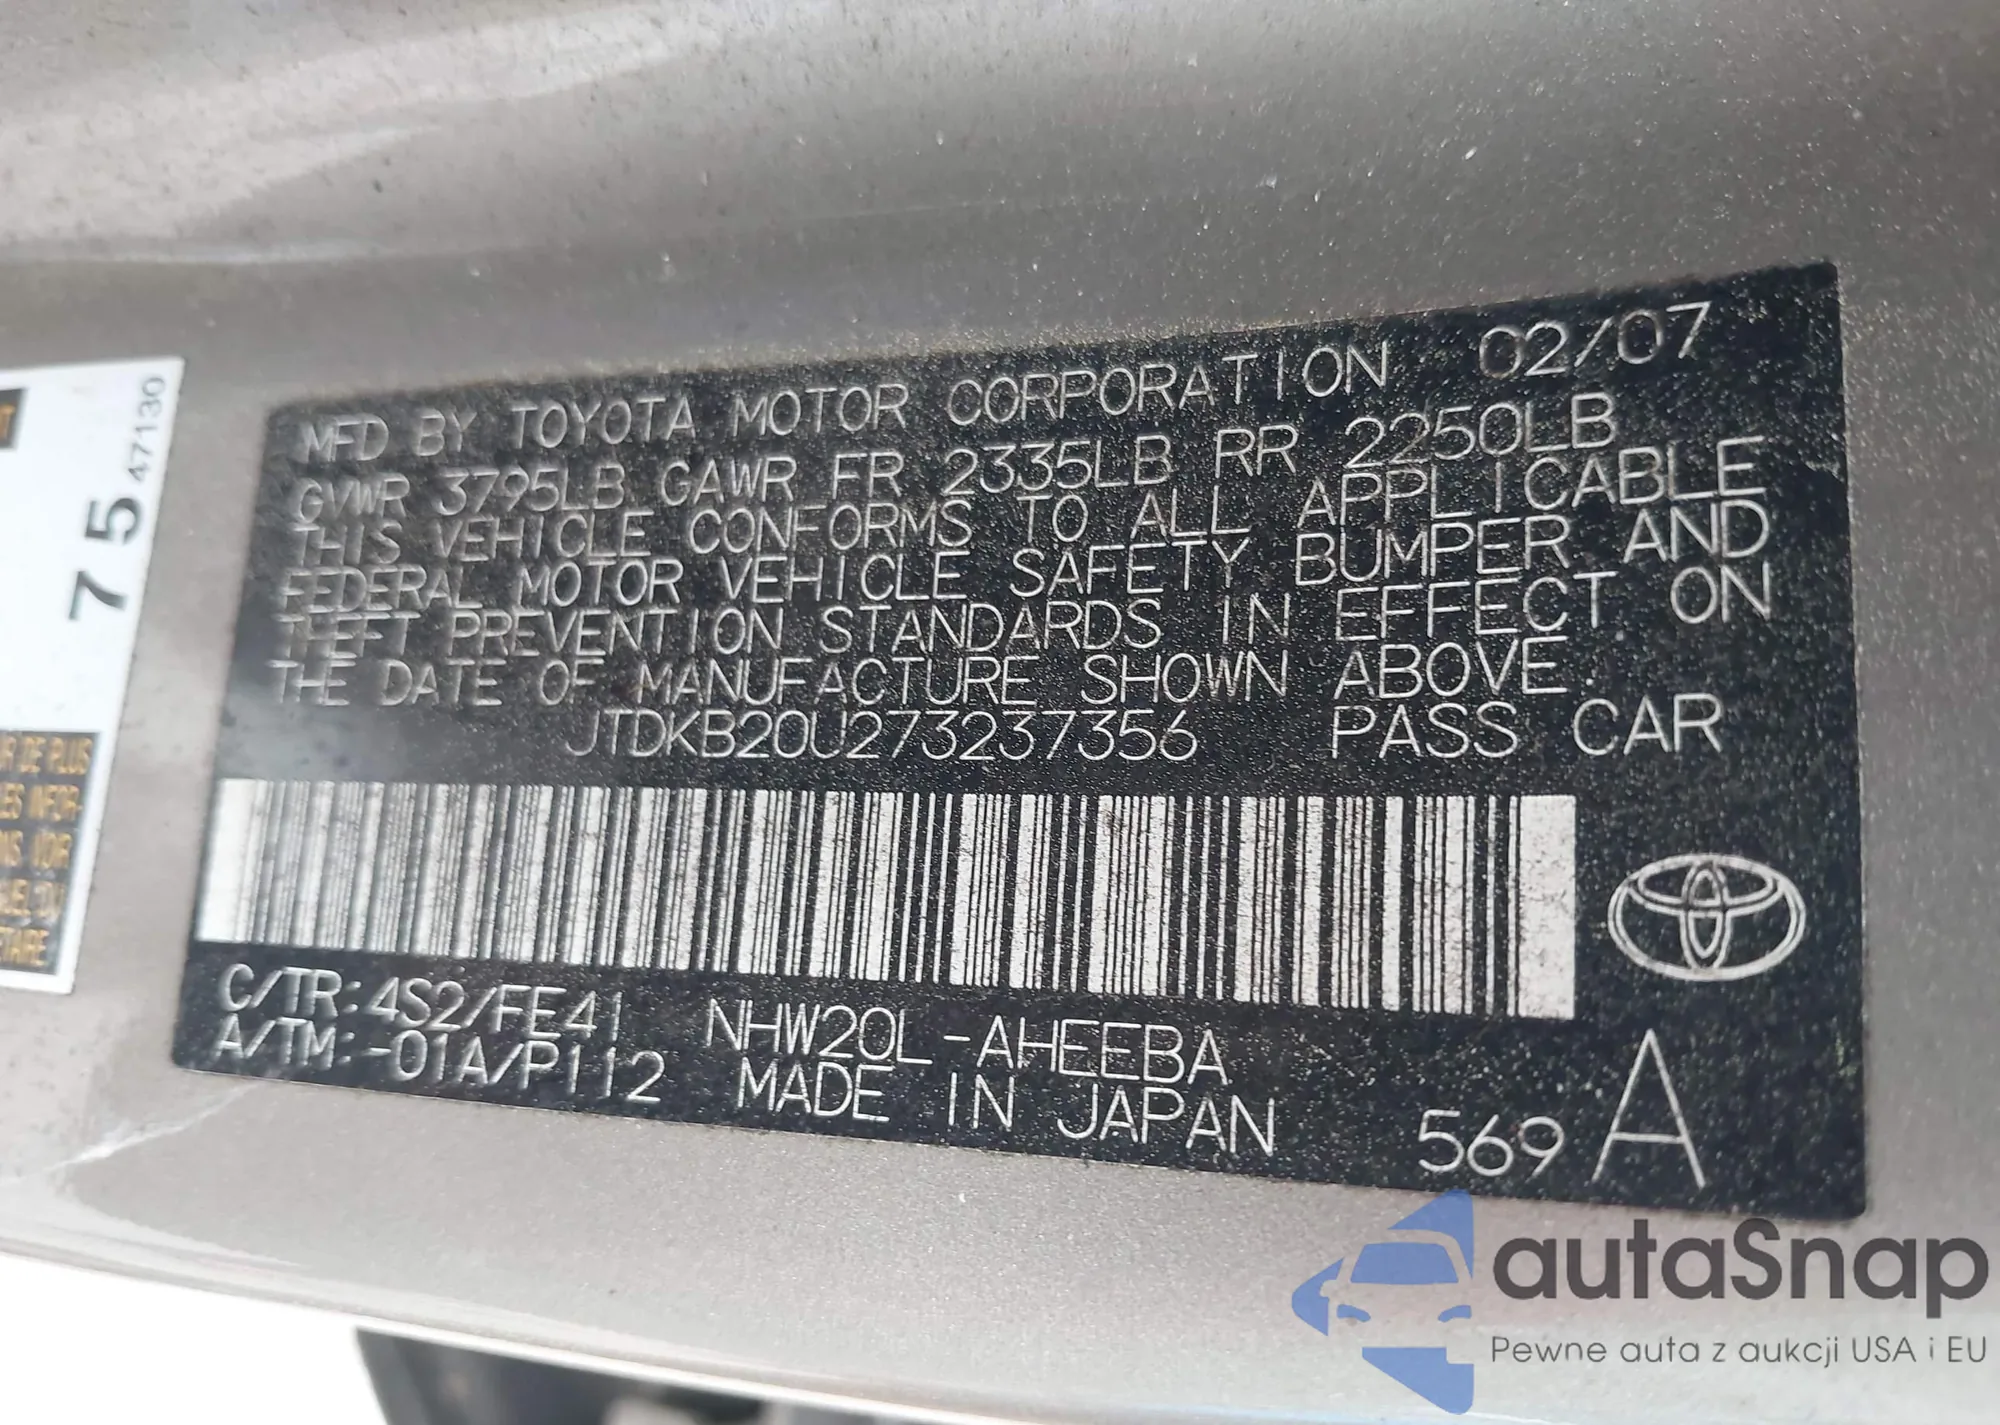 MFD BY TOYOTA MOTOR CORPORATION 02/07
GVWR 3795LB GAWR FR 2335LB RR 2250LB
THIS VEHICLE CONFORMS TO ALL APPLICABLE
FEDERAL MOTOR VEHICLE SAFETY BUMPER AND
THEFT PREVENTION STANDARDS IN EFFECT ON
THE DATE OF MANUFACTURE SHOWN ABOVE
JTDKB20U273237356 PASS CAR
C/TR:4S2/FE41 NHW20L-AHEEBA
A/TM:-01A/P112 MADE IN JAPAN 569 A
75 47130
R DE PLUS
autaSnap
Pewne auta z aukcji USA i EU